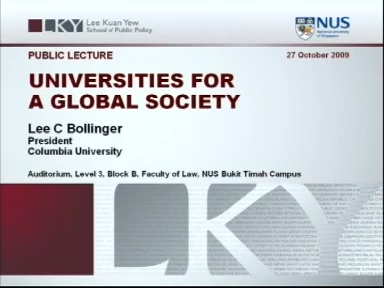 LKY Lee Kuan Yew
School of Public Policy
NUS
National University
of Singapore
PUBLIC LECTURE
27 October 2009
UNIVERSITIES FOR
A GLOBAL SOCIETY
Lee C Bollinger
President
Columbia University
Auditorium, Level 3, Block B, Faculty of Law, NUS Bukit Timah Campus
LKY